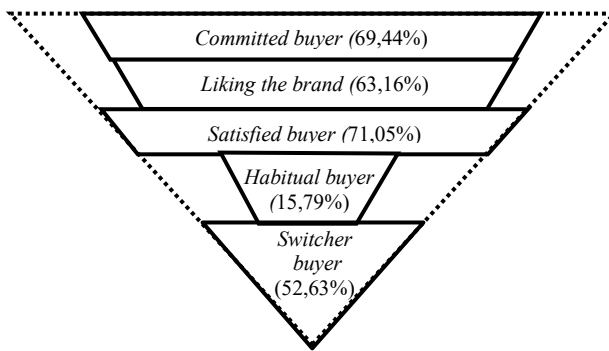 Committed buyer (69,44%)
Liking the brand (63,16%)
Satisfied buyer (71,05%)
Habitual buyer
(15,79%)
Switcher
buyer
(52,63%)